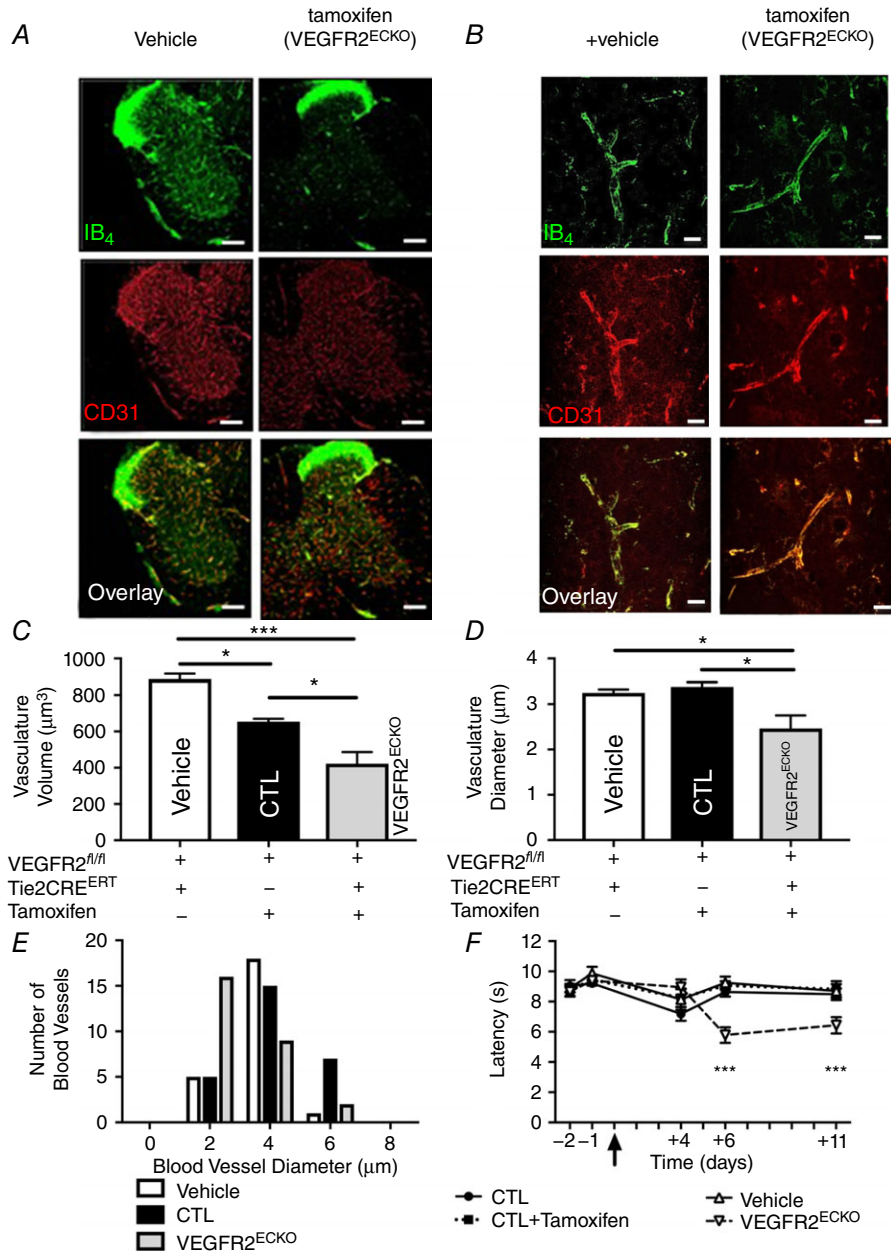 A
Vehicle
tamoxifen
(VEGFR2ECKO)
IB4
CD31
Overlay
B
+vehicle
tamoxifen
(VEGFR2ECKO)
IB4
CD31
Overlay
C
***
*
*
1000
800
600
400
200
0
Vasculature
Volume (μm3)
Vehicle
CTL
VEGFR2ECKO
VEGFR2fl/fl + + +
Tie2CREERT + – +
Tamoxifen – + +
D
*
*
4
3
2
1
0
Vasculature
Diameter (μm)
Vehicle
CTL
VEGFR2ECKO
VEGFR2fl/fl + + +
Tie2CREERT + – +
Tamoxifen – + +
E
20
15
10
5
0
Number of
Blood Vessels
0 2 4 6 8
Blood Vessel Diameter (μm)
Vehicle
CTL
VEGFR2ECKO
F
12
10
8
6
4
2
0
Latency (s)
*** ***
–2 –1 +4 +6 +11
Time (days)
CTL
CTL+Tamoxifen
Vehicle
VEGFR2ECKO